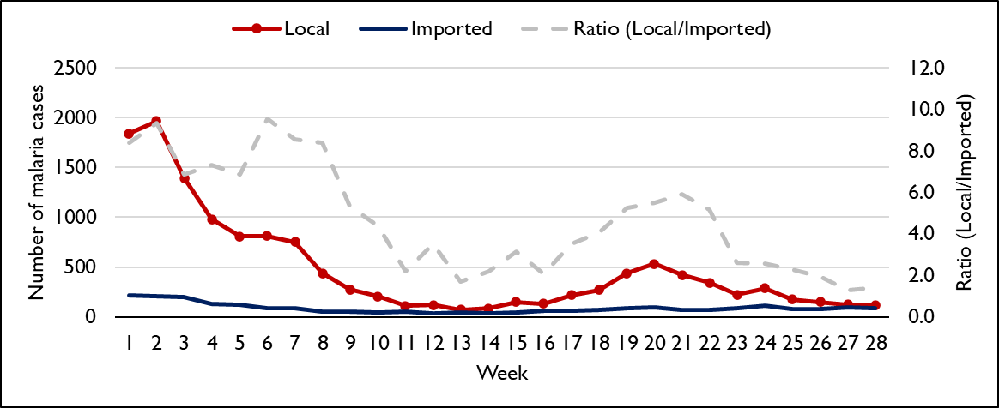 Local Imported Ratio (Local/Imported)
Number of malaria cases
2500
2000
1500
1000
500
0
12.0
10.0
8.0
6.0
4.0
2.0
0.0
Ratio (Local/Imported)
1 2 3 4 5 6 7 8 9 10 11 12 13 14 15 16 17 18 19 20 21 22 23 24 25 26 27 28
Week